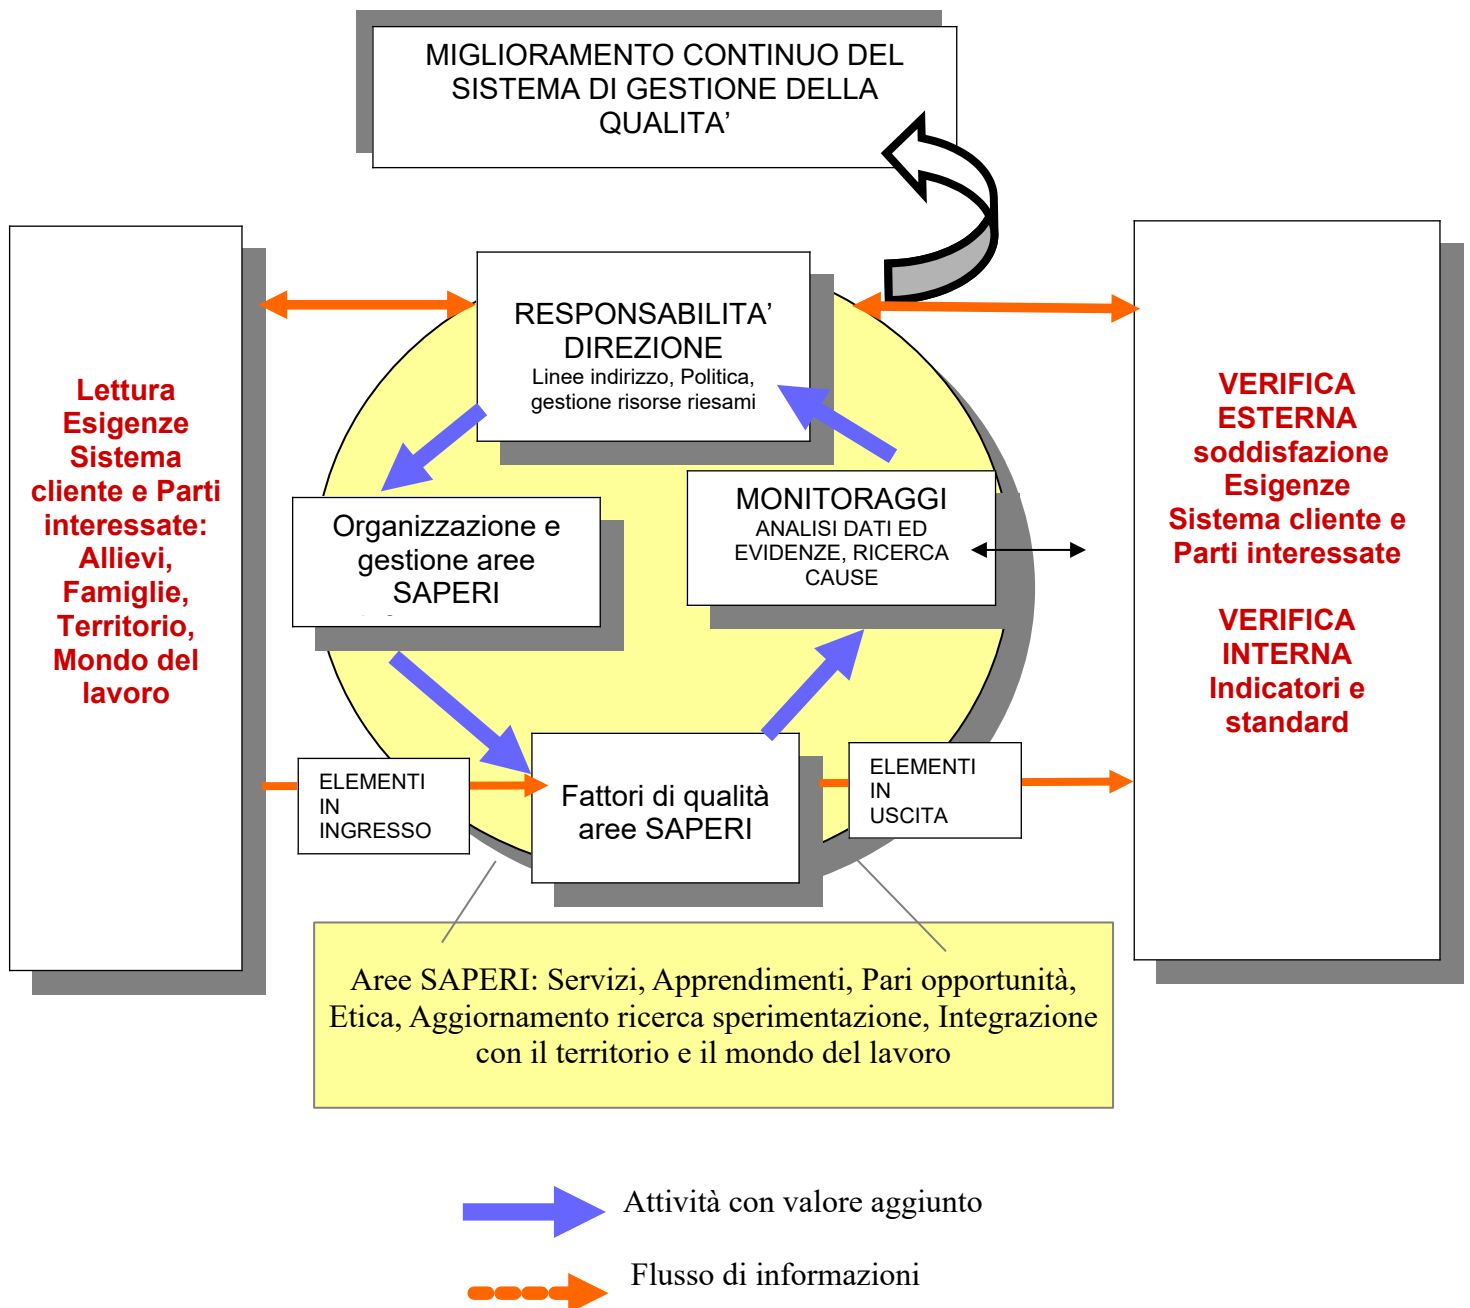 MIGLIORAMENTO CONTINUO DEL
SISTEMA DI GESTIONE DELLA
QUALITA’
Lettura
Esigenze
Sistema
cliente e Parti
interessate:
Allievi,
Famiglie,
Territorio,
Mondo del
lavoro
RESPONSABILITA’
DIREZIONE
Linee indirizzo, Politica,
gestione risorse riesami
Organizzazione e
gestione aree
SAPERI
MONITORAGGI
ANALISI DATI ED
EVIDENZE, RICERCA
CAUSE
VERIFICA
ESTERNA
soddisfazione
Esigenze
Sistema cliente e
Parti interessate
VERIFICA
INTERNA
Indicatori e
standard
ELEMENTI
IN
INGRESSO
Fattori di qualità
aree SAPERI
ELEMENTI
IN
USCITA
Aree SAPERI: Servizi, Apprendimenti, Pari opportunità,
Etica, Aggiornamento ricerca sperimentazione, Integrazione
con il territorio e il mondo del lavoro
Attività con valore aggiunto
Flusso di informazioni